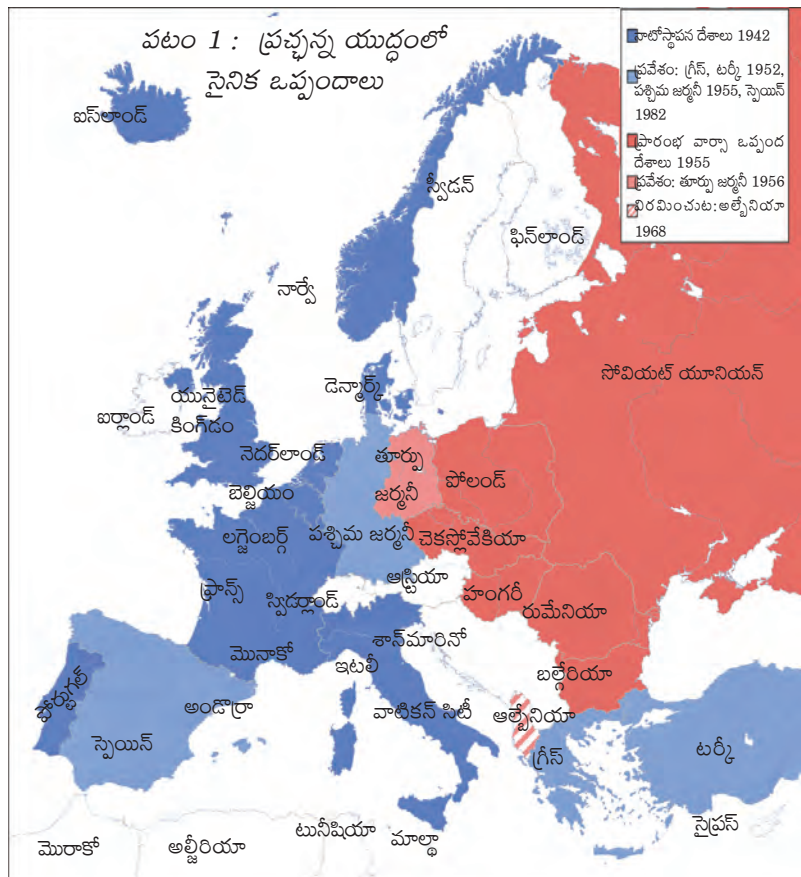 పటం 1 : ప్రచ్ఛన్న యుద్ధంలో
సైనిక ఒప్పందాలు
నాటోస్థాపన దేశాలు 1942
ప్రవేశం: గ్రీస్, టర్కీ 1952,
పశ్చిమ జర్మనీ 1955, స్పెయిన్
1982
ప్రారంభ వార్సా ఒప్పంద
దేశాలు 1955
ప్రవేశం: తూర్పు జర్మనీ 1956
విరమించుట:అల్బేనియా
1968
ఐస్‌లాండ్
స్వీడన్
ఫిన్‌లాండ్
నార్వే
సోవియట్ యూనియన్
డెన్మార్క్
యునైటెడ్
కింగ్‌డం
ఐర్లాండ్
నెదర్‌లాండ్
తూర్పు
జర్మనీ
పోలండ్
బెల్జియం
లగ్జెంబర్గ్
పశ్చిమ జర్మనీ
చెకస్లోవేకియా
ఆస్ట్రియా
ఫ్రాన్స్
స్విడర్లాండ్
హంగరీ
రుమేనియా
శాన్‌మారినో
మొనాకో
ఇటలీ
బల్గేరియా
పోర్చుగల్
అండొర్రా
వాటికన్ సిటీ
ఆల్బేనియా
స్పెయిన్
గ్రీస్
టర్కీ
సైప్రస్
టునీషియా
మాల్థా
మొరాకో
అల్జీరియా